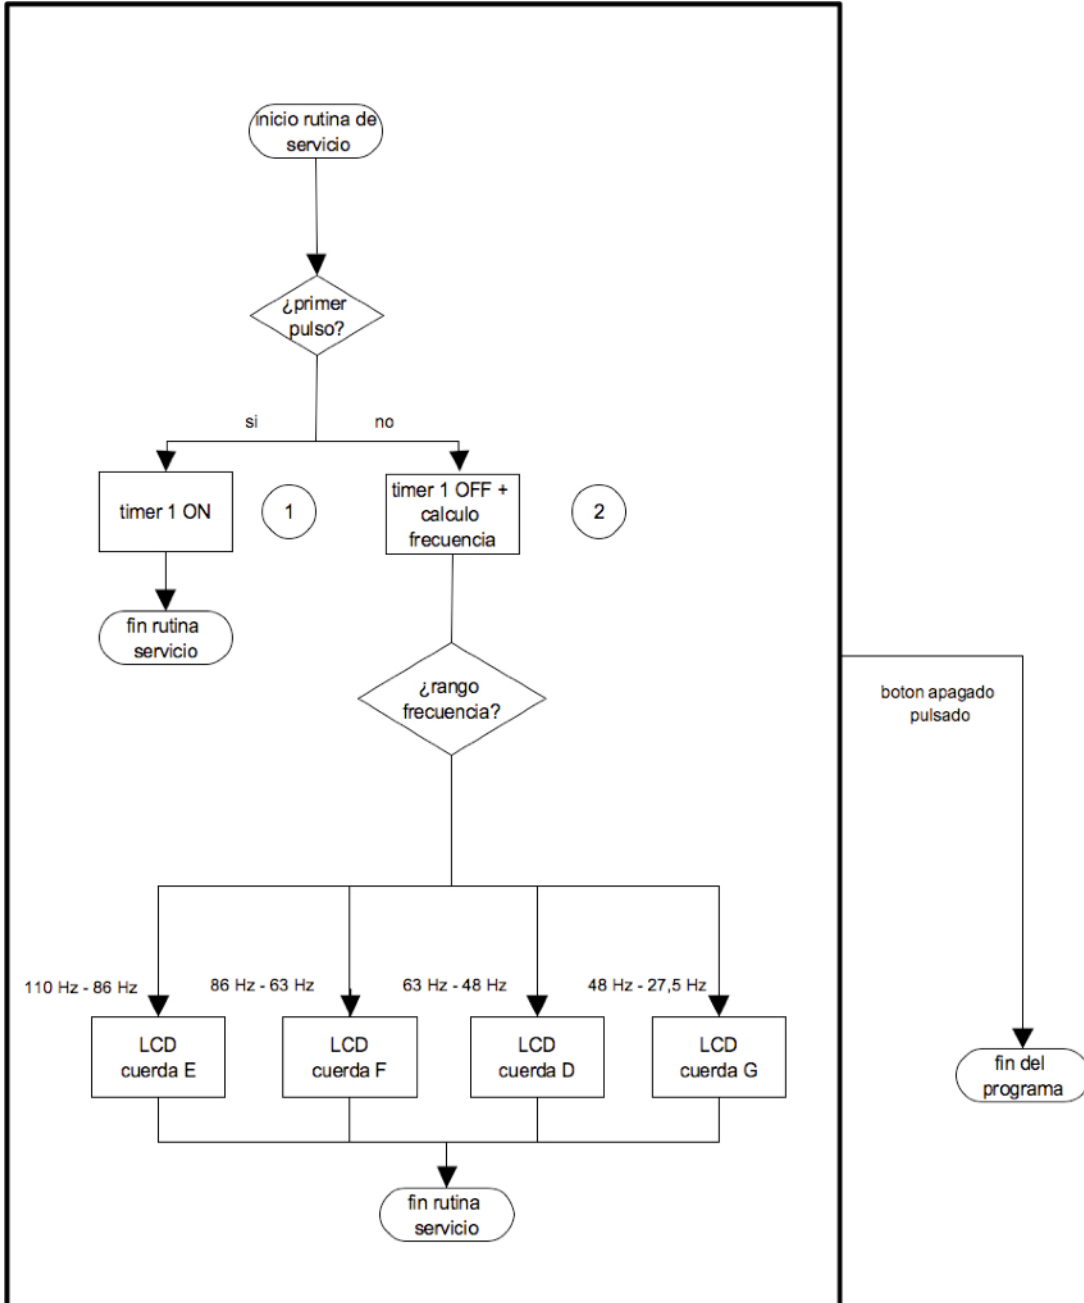 inicio rutina de
servicio
¿primer
pulso?
si
no
timer 1 ON
1
timer 1 OFF +
calculo
frecuencia
2
fin rutina
servicio
¿rango
frecuencia?
boton apagado
pulsado
110 Hz - 86 Hz
86 Hz - 63 Hz
63 Hz - 48 Hz
48 Hz - 27,5 Hz
LCD
cuerda E
LCD
cuerda F
LCD
cuerda D
LCD
cuerda G
fin del
programa
fin rutina
servicio